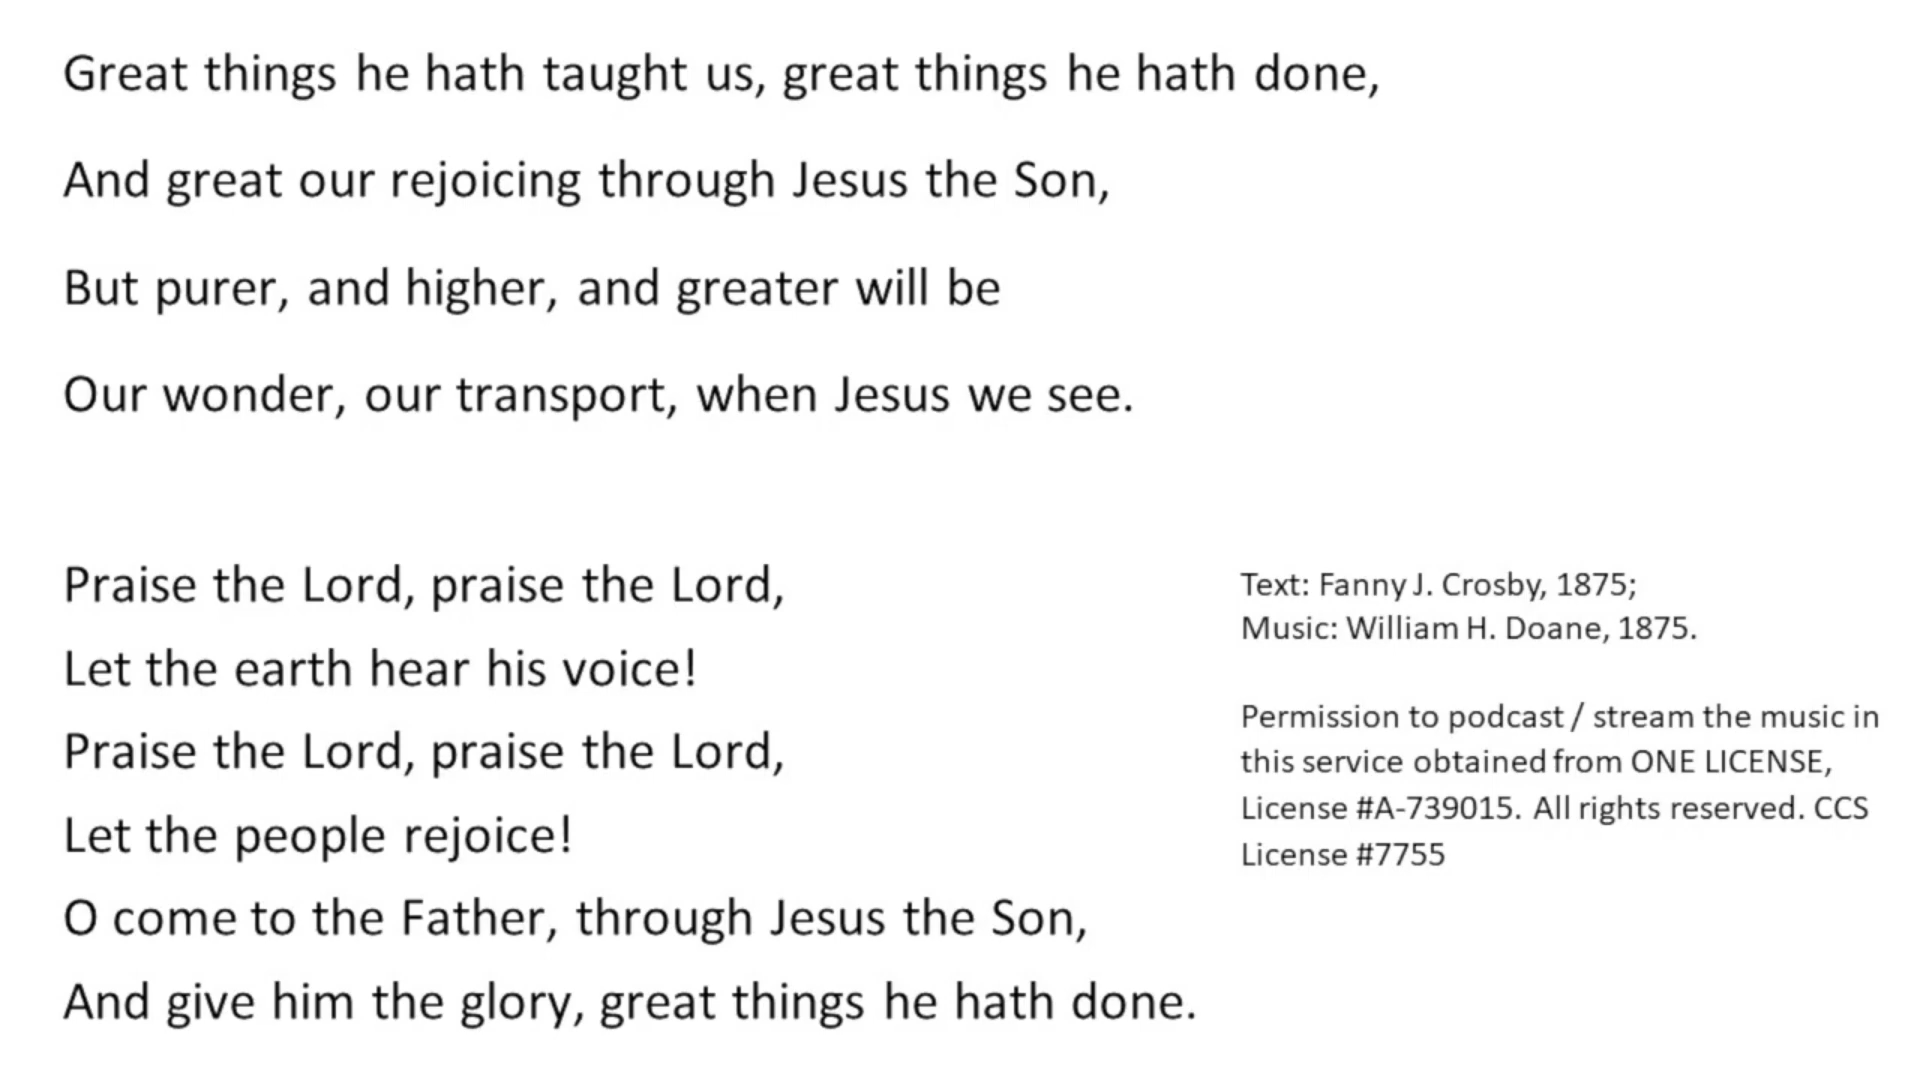 Great things he hath taught us, great things he hath done,
And great our rejoicing through Jesus the Son,
But purer, and higher, and greater will be
Our wonder, our transport, when Jesus we see.
Praise the Lord, praise the Lord,
Let the earth hear his voice!
Praise the Lord, praise the Lord,
Let the people rejoice!
O come to the Father, through Jesus the Son,
And give him the glory, great things he hath done.
Text: Fanny J. Crosby, 1875;
Music: William H. Doane, 1875.
Permission to podcast / stream the music in
this service obtained from ONE LICENSE,
License #A-739015. All rights reserved. CCS
License #7755